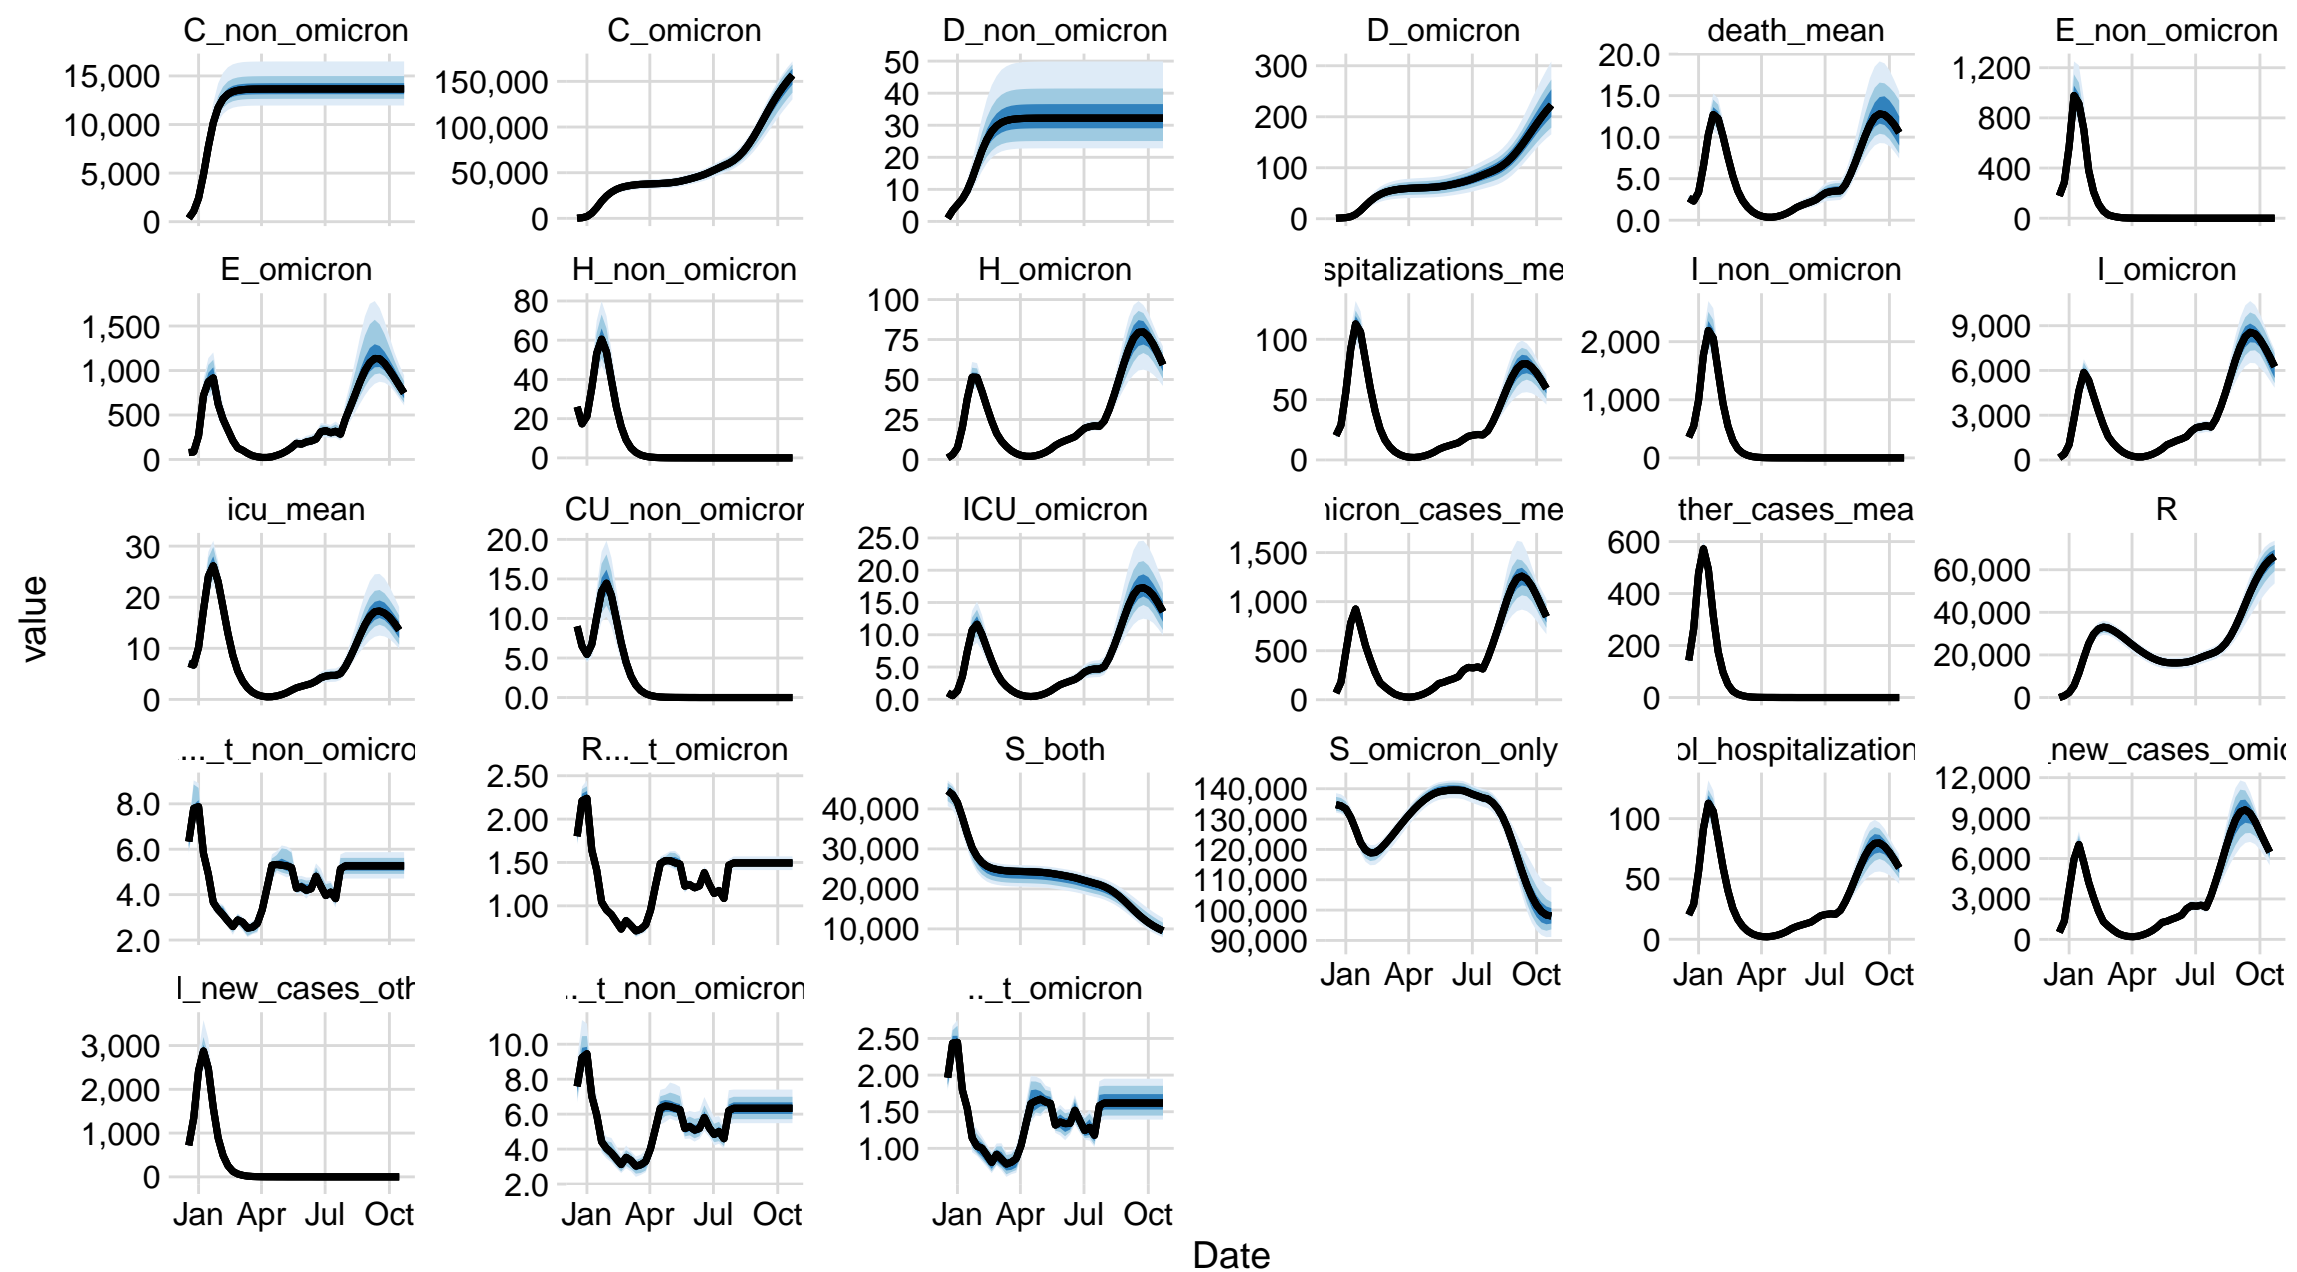 C_non_omicron C_omicron D_non_omicron D_omicron death_mean E_non_omicron
15,000 10,000 5,000 0
150,000 100,000 50,000 0
50 40 30 20 10 0
300 200 100 0
20.0 15.0 10.0 5.0 0.0
1,200 800 400 0
E_omicron H_non_omicron H_omicron spitalizations_me I_non_omicron I_omicron
1,500 1,000 500 0
80 60 40 20 0
100 75 50 25 0
100 50 0
2,000 1,000 0
9,000 6,000 3,000 0
icu_mean CU_non_omicror ICU_omicron nicron_cases_me ther_cases_mea R
30 20 10 0
20.0 15.0 10.0 5.0 0.0
25.0 20.0 15.0 10.0 5.0 0.0
1,500 1,000 500 0
600 400 200 0
60,000 40,000 20,000 0
value
..._t_non_omicro R..._t_omicron S_both S_omicron_only ol_hospitalization _new_cases_omic
8.0 6.0 4.0 2.0
2.50 2.00 1.50 1.00
40,000 30,000 20,000 10,000
140,000 130,000 120,000 110,000 100,000 90,000
100 50 0
12,000 9,000 6,000 3,000 0
Jan Apr Jul Oct Jan Apr Jul Oct Jan Apr Jul Oct
l_new_cases_oth .._t_non_omicron .._t_omicron
3,000 2,000 1,000 0
10.0 8.0 6.0 4.0 2.0
2.50 2.00 1.50 1.00
Jan Apr Jul Oct Jan Apr Jul Oct Jan Apr Jul Oct
Date